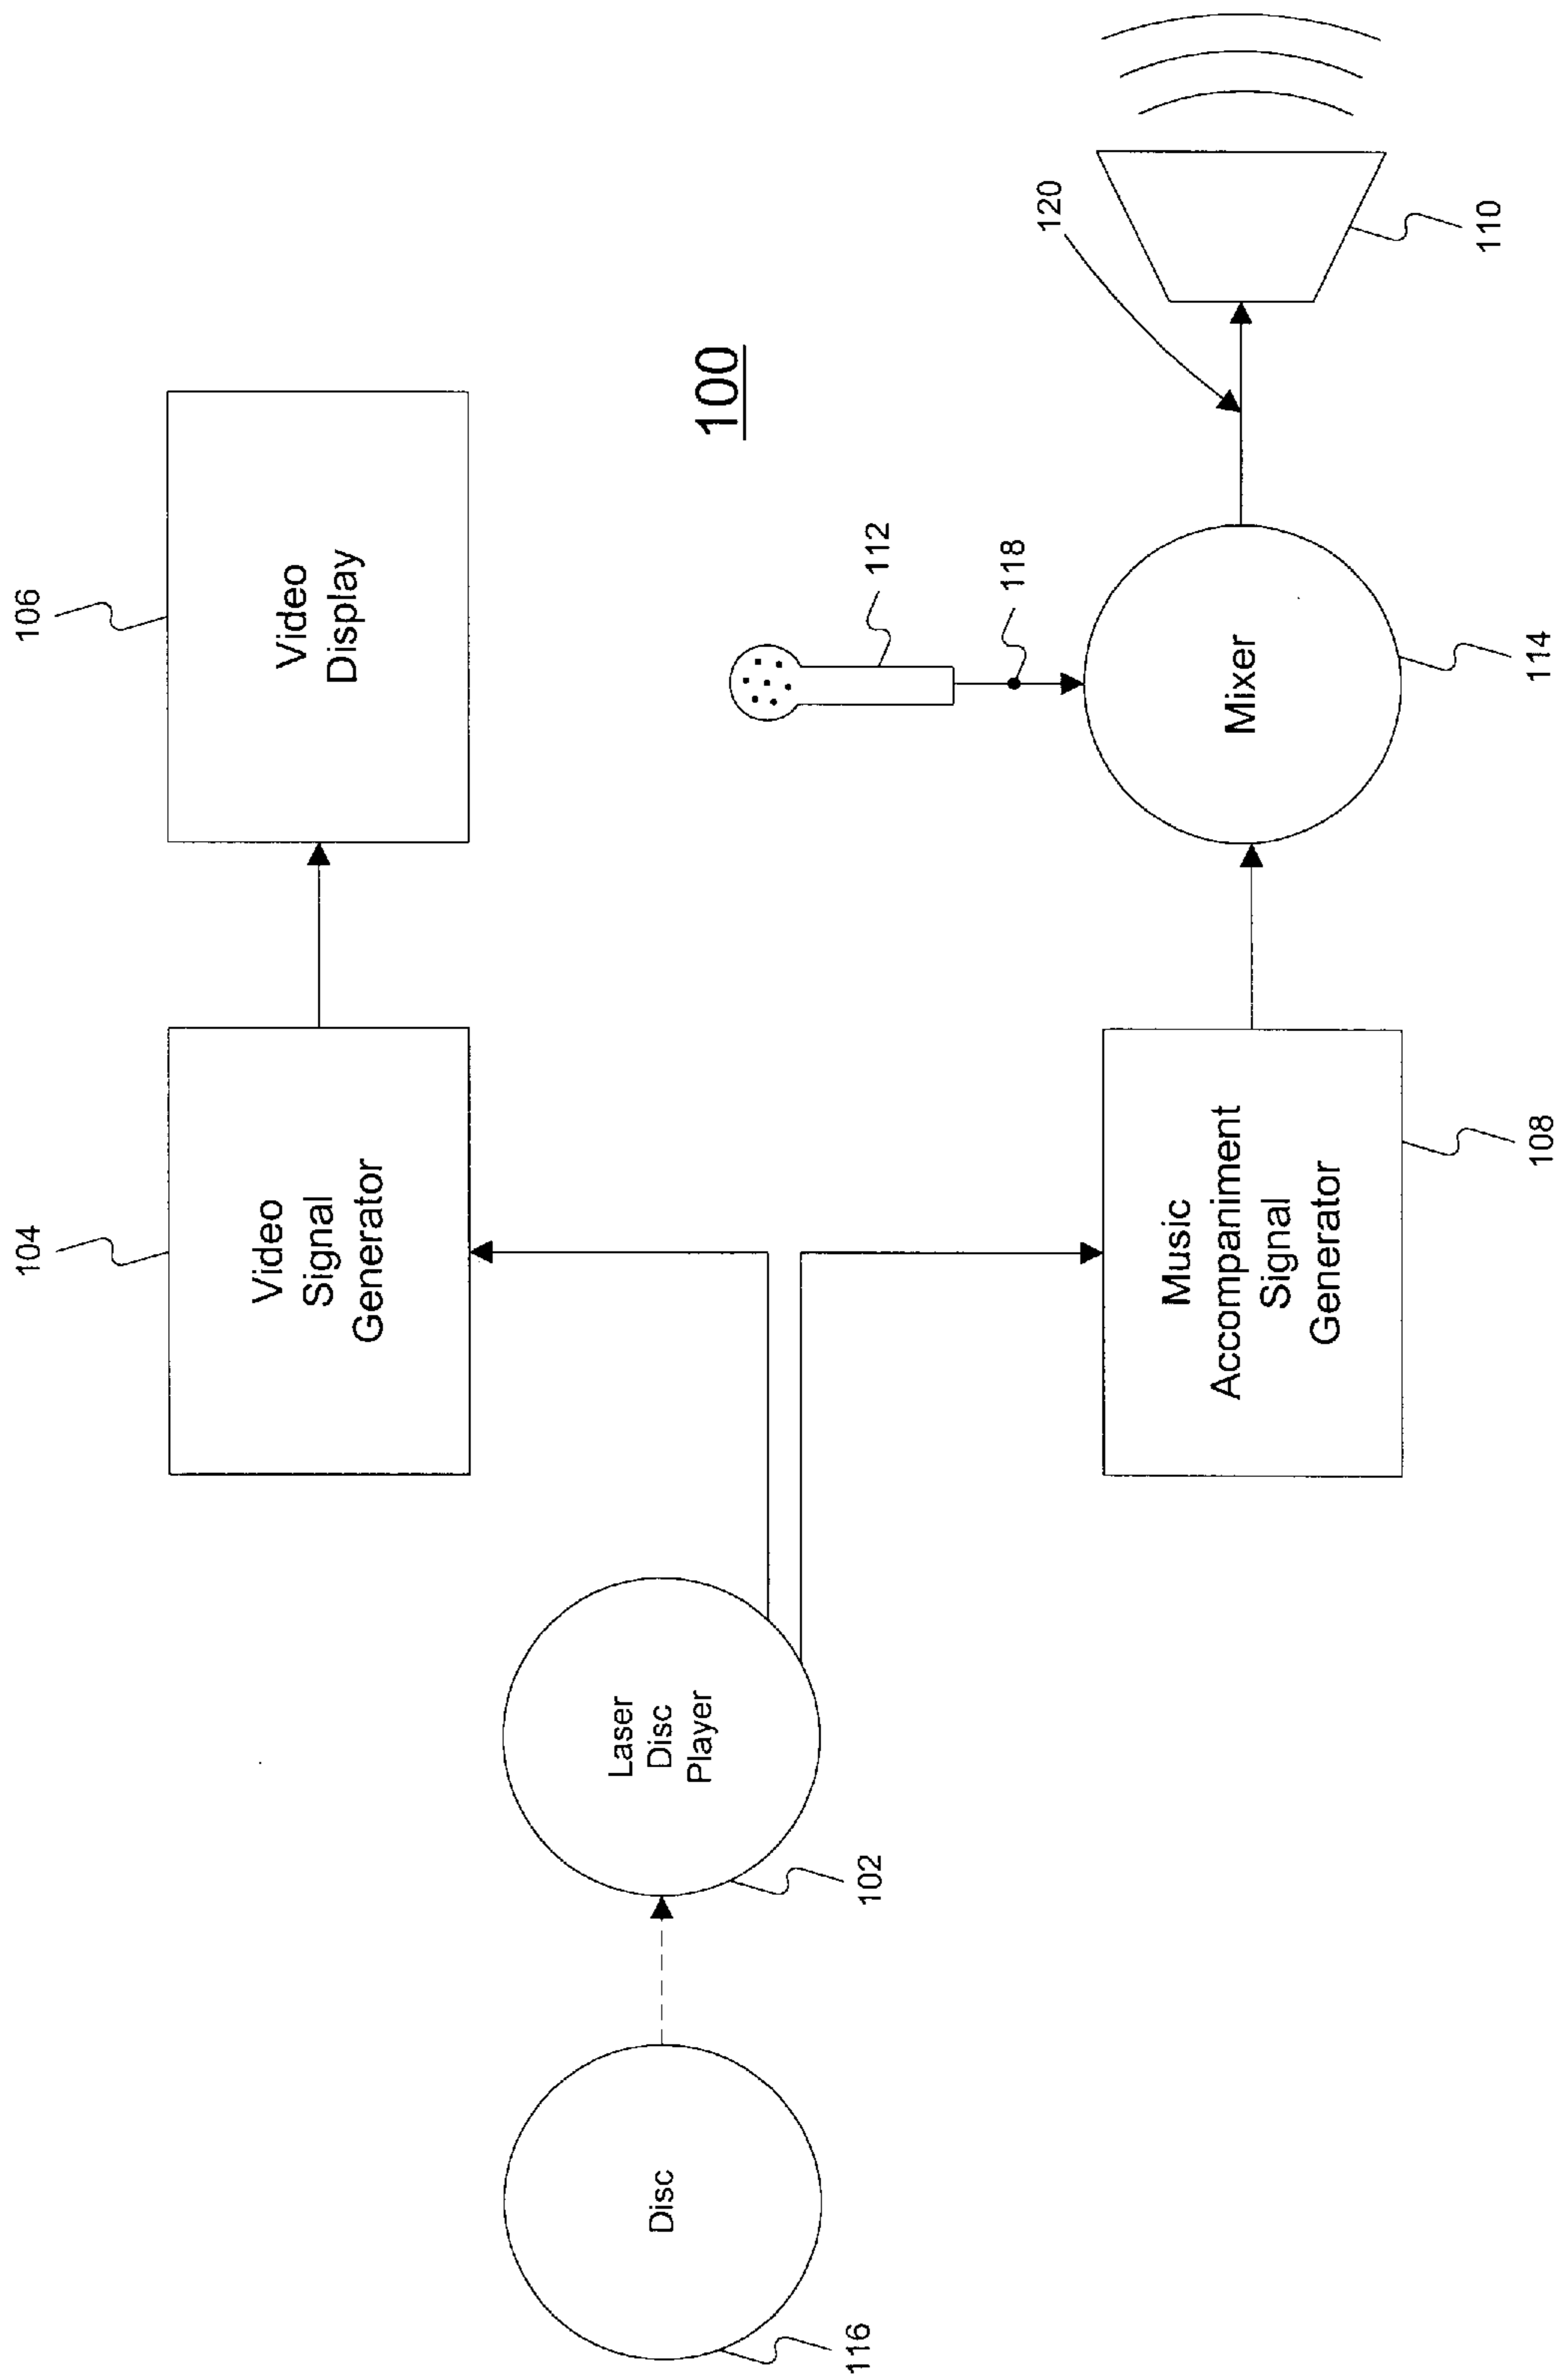 104
Video
Signal
Generator
106
Video
Display
100
Disc
116
Laser
Disc
Player
102
112
118
120
Music
Accompaniment
Signal
Generator
108
Mixer
114
110